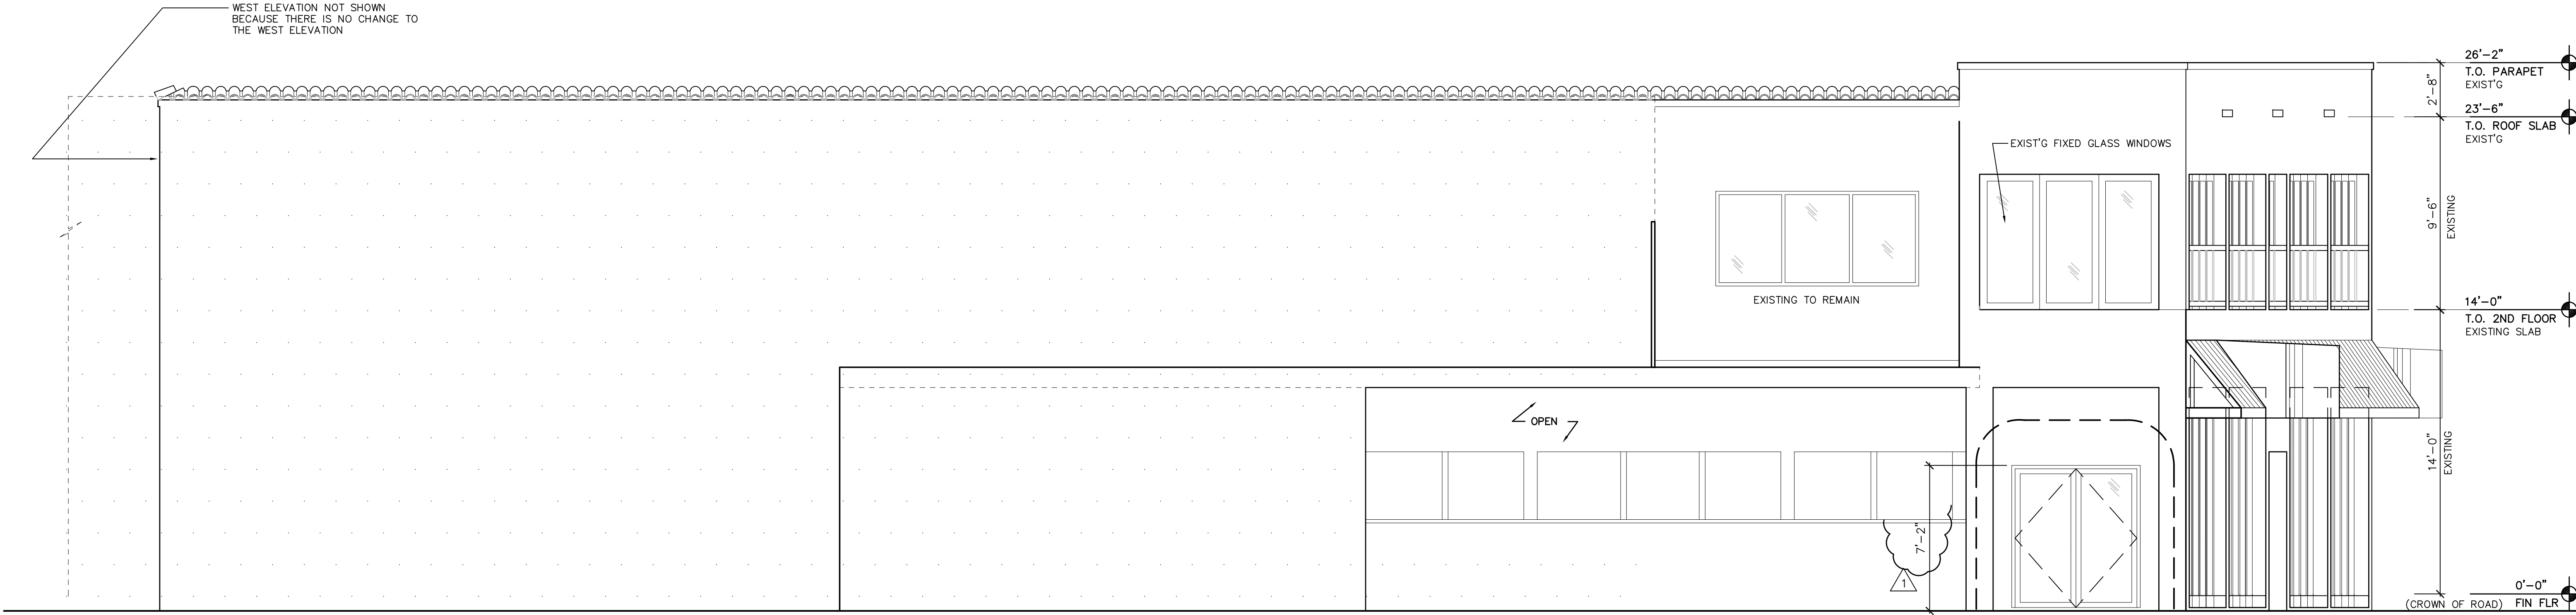 WEST ELEVATION NOT SHOWN
BECAUSE THERE IS NO CHANGE TO
THE WEST ELEVATION
26'-2"
T.O. PARAPET
EXIST'G
2'-8"
23'-6"
T.O. ROOF SLAB
EXIST'G
EXIST'G FIXED GLASS WINDOWS
9'-6"
EXISTING
EXISTING TO REMAIN
14'-0"
T.O. 2ND FLOOR
EXISTING SLAB
OPEN
14'-0"
EXISTING
7'-2"
1
0'-0"
(CROWN OF ROAD) FIN FLR